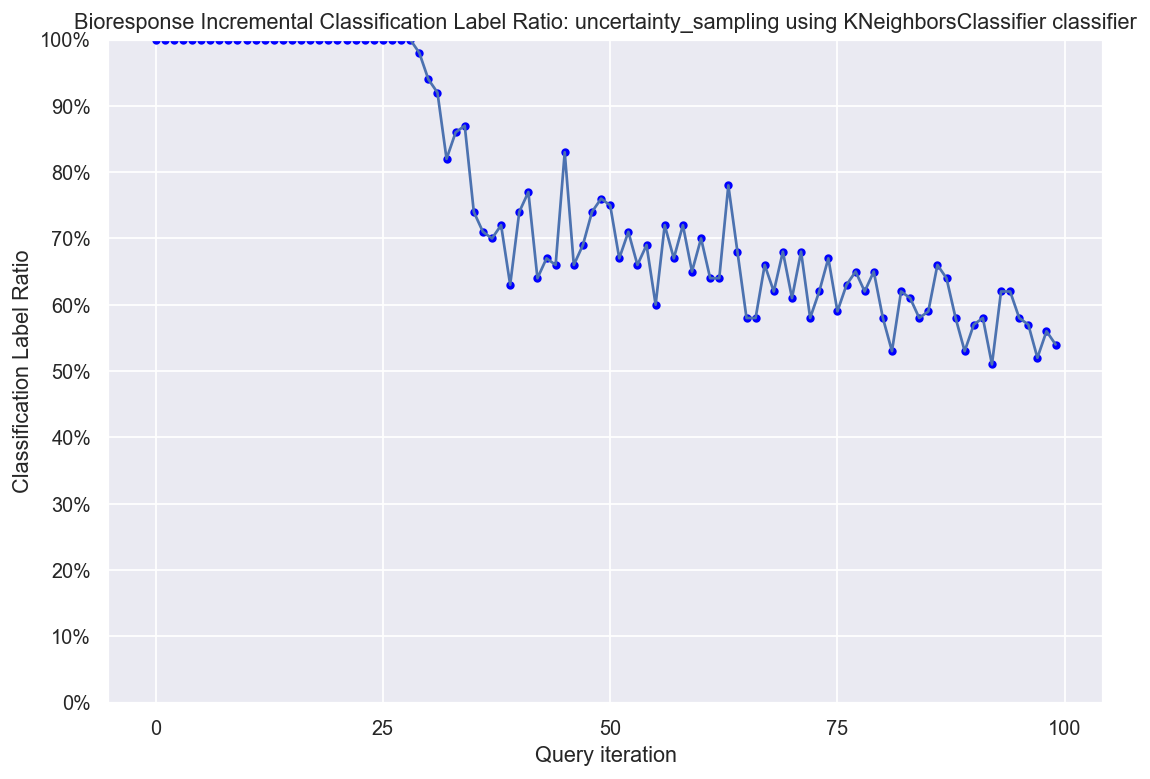 Bioresponse Incremental Classification Label Ratio: uncertainty_sampling using KNeighborsClassifier classifier
100%
90%
80%
70%
60%
50%
40%
30%
20%
10%
0%
Classification Label Ratio
0 25 50 75 100
Query iteration